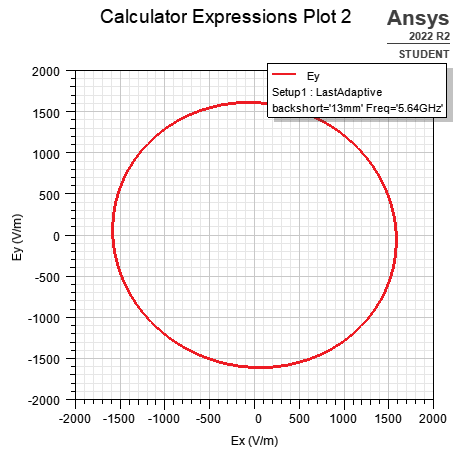 Calculator Expressions Plot 2
Ansys
2022 R2
STUDENT
Ey
Setup1 : LastAdaptive
backshort='13mm' Freq='5.64GHz'
2000
1500
1000
500
0
-500
-1000
-1500
-2000
Ey (V/m)
-2000 -1500 -1000 -500 0 500 1000 1500 2000
Ex (V/m)